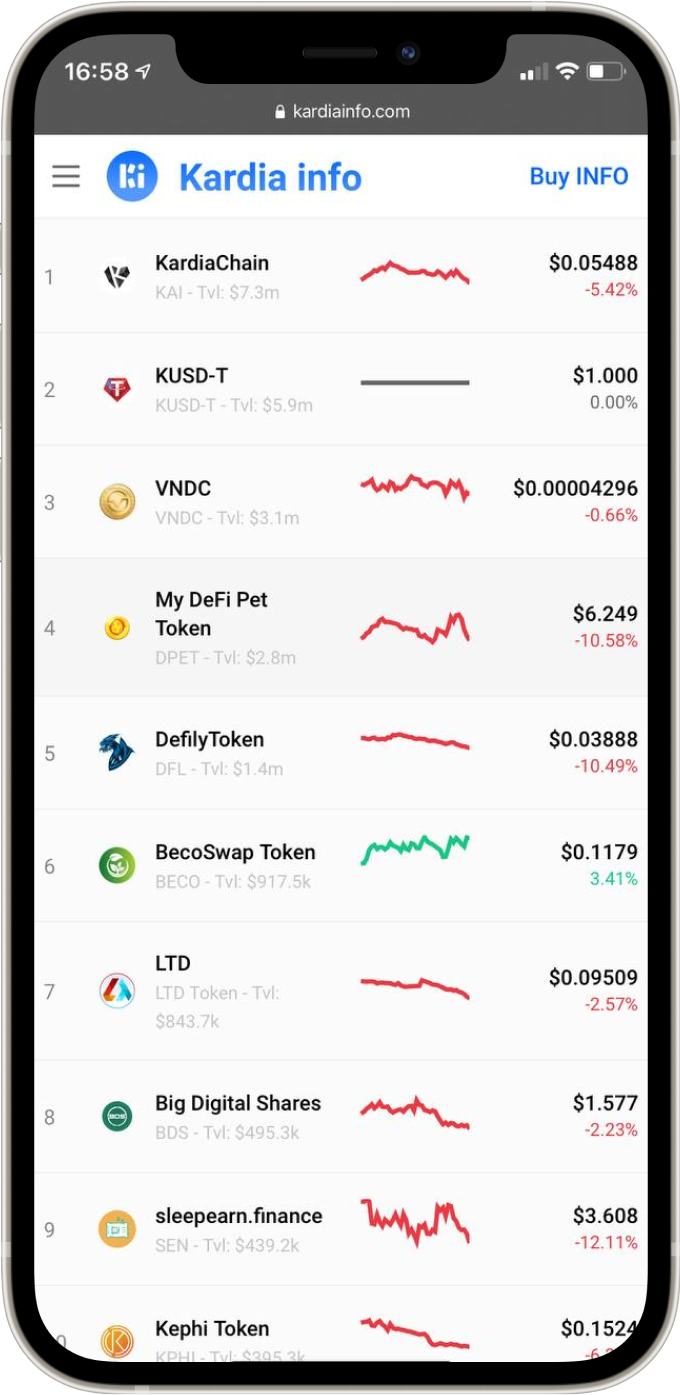 16:58
kardiainfo.com
Ki Kardia info Buy INFO
1 KardiaChain $0.05488
KAI - Tvl: $7.3m -5.42%
2 KUSD-T $1.000
KUSD-T - Tvl: $5.9m 0.00%
3 VNDC $0.00004296
VNDC - Tvl: $3.1m -0.66%
4 My DeFi Pet
Token $6.249
DPET - Tvl: $2.8m -10.58%
5 DefilyToken $0.03888
DFL - Tvl: $1.4m -10.49%
6 BecoSwap Token $0.1179
BECO - Tvl: $917.5k 3.41%
7 LTD $0.09509
LTD Token - Tvl: -2.57%
$843.7k
8 BDS Big Digital Shares $1.577
BDS - Tvl: $495.3k -2.23%
9 sleepearn.finance $3.608
SEN - Tvl: $439.2k -12.11%
Kephi Token $0.1524
KPHI - Tvl: $395.3k